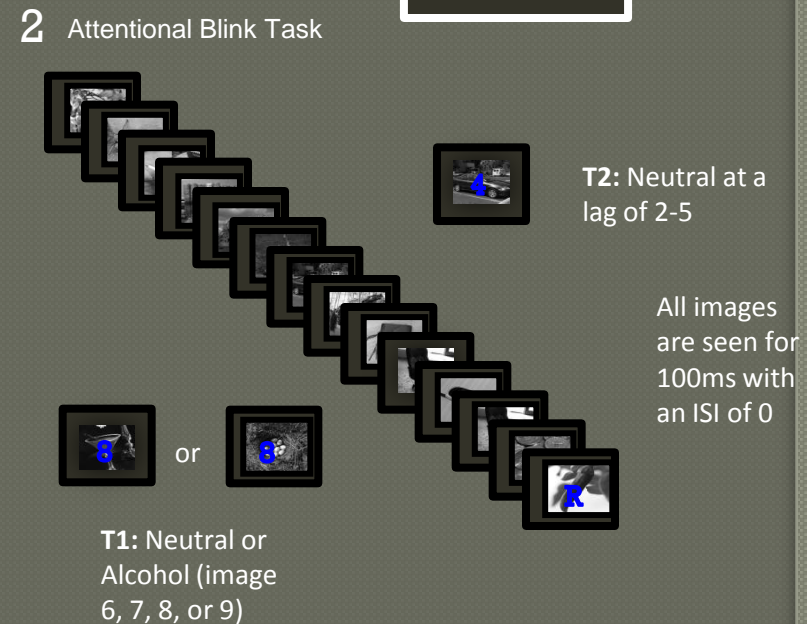 2 Attentional Blink Task
4
T2: Neutral at a
lag of 2-5
All images
are seen for
100ms with
an ISI of 0
8
or
8
R
T1: Neutral or
Alcohol (image
6, 7, 8, or 9)